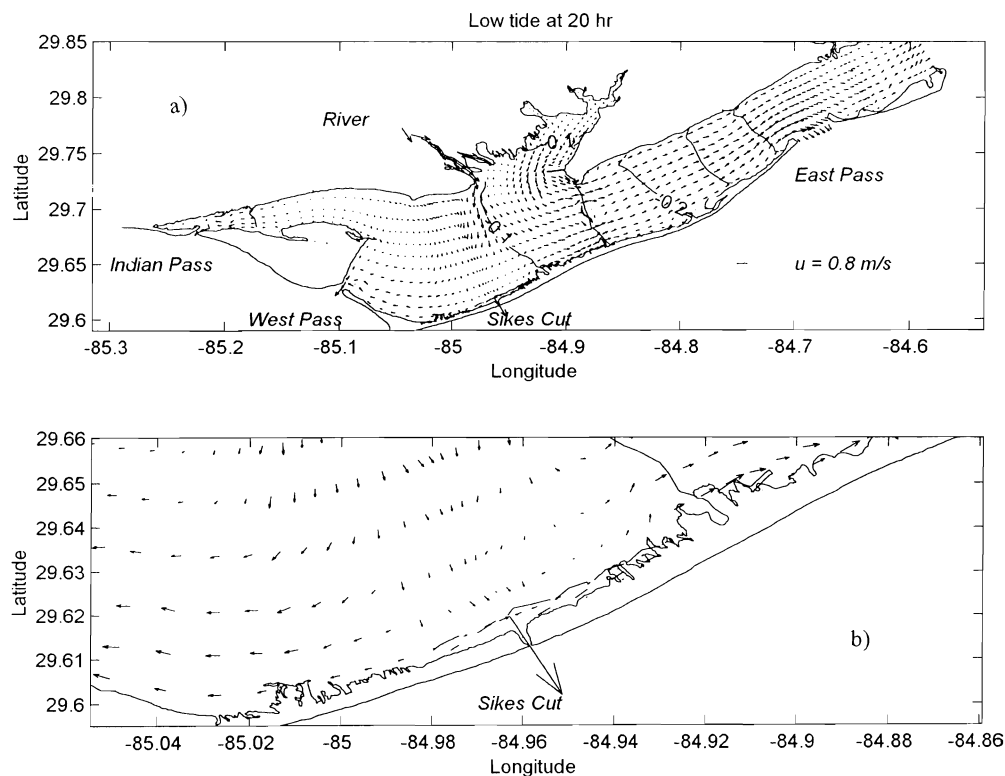 Low tide at 20 hr
29.85
29.8
29.75
29.7
29.65
29.6
Latitude
a)
River
Indian Pass
West Pass
Sikes Cut
East Pass
u = 0.8 m/s
-85.3
-85.2
-85.1
-85
-84.9
-84.8
-84.7
-84.6
Longitude
29.66
29.65
29.64
29.63
29.62
29.61
29.6
Latitude
b)
Sikes Cut
-85.04
-85.02
-85
-84.98
-84.96
-84.94
-84.92
-84.9
-84.88
-84.86
Longitude